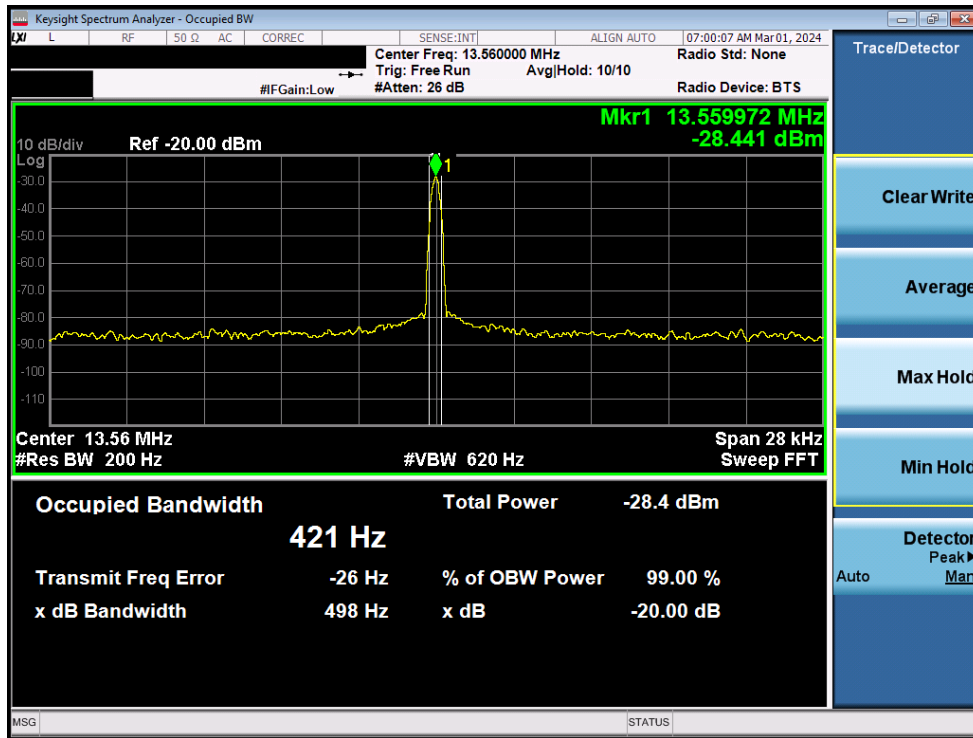 Keysight Spectrum Analyzer - Occupied BW
LXI L RF 50 Ω AC CORREC SENSE:INT ALIGN AUTO 07:00:07 AM Mar 01, 2024
Center Freq: 13.560000 MHz Radio Std: None
Trig: Free Run Avg|Hold: 10/10
#IFGain:Low #Atten: 26 dB Radio Device: BTS
Trace/Detector
Mkr1 13.559972 MHz
10 dB/div Ref -20.00 dBm -28.441 dBm
Log
1
-30.0
-40.0
-50.0
-60.0
-70.0
-80.0
-90.0
-100
-110
Center 13.56 MHz Span 28 kHz
#Res BW 200 Hz #VBW 620 Hz Sweep FFT
Occupied Bandwidth Total Power -28.4 dBm
421 Hz
Transmit Freq Error -26 Hz % of OBW Power 99.00 %
x dB Bandwidth 498 Hz x dB -20.00 dB
Clear Write
Average
Max Hold
Min Hold
Detector
Peak
Auto Man
MSG STATUS